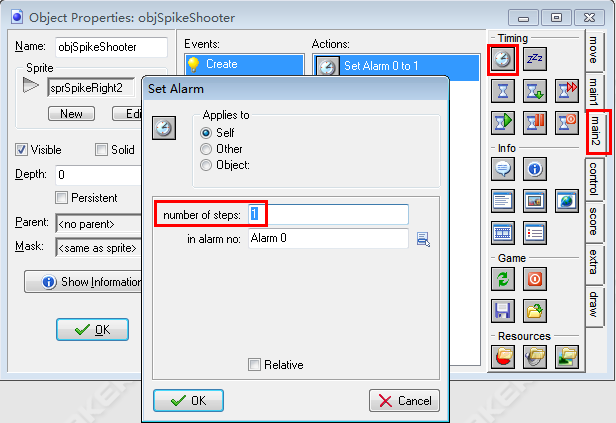 Object Properties: objSpikeShooter
Name: objSpikeShooter
Sprite
sprSpikeRight2
New
Edi
Visible
Solid
Depth: 0
Persistent
Parent: <no parent>
Mask: <same as sprite>
Show Information
OK
Events:
Create
Actions:
Set Alarm 0 to 1
Set Alarm
Applies to
Self
Other
Object:
number of steps: 1
in alarm no: Alarm 0
Relative
OK
Cancel
Timing
zzz
Info
Game
Resources
move
main1
main2
control
score
extra
draw